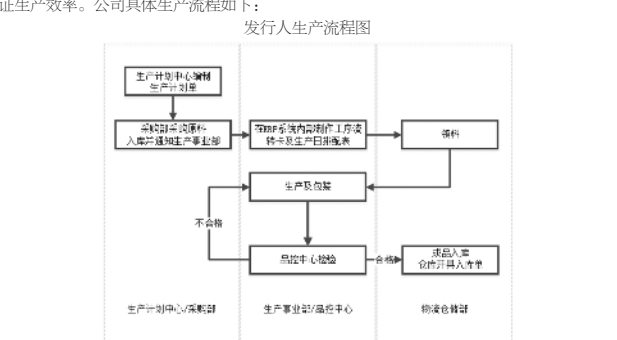 证生产效率。公司具体生产流程如下：
发行人生产流程图
生产计划中心编制
生产计划单
采购部采购原料
入库并通知生产事业部
在ERP系统内部制作工序流
转卡及生产日排配表
领料
生产及包装
不合格
品控中心检验
合格
成品入库
仓库开具入库单
生产计划中心/采购部
生产事业部/品控中心
物流仓储部